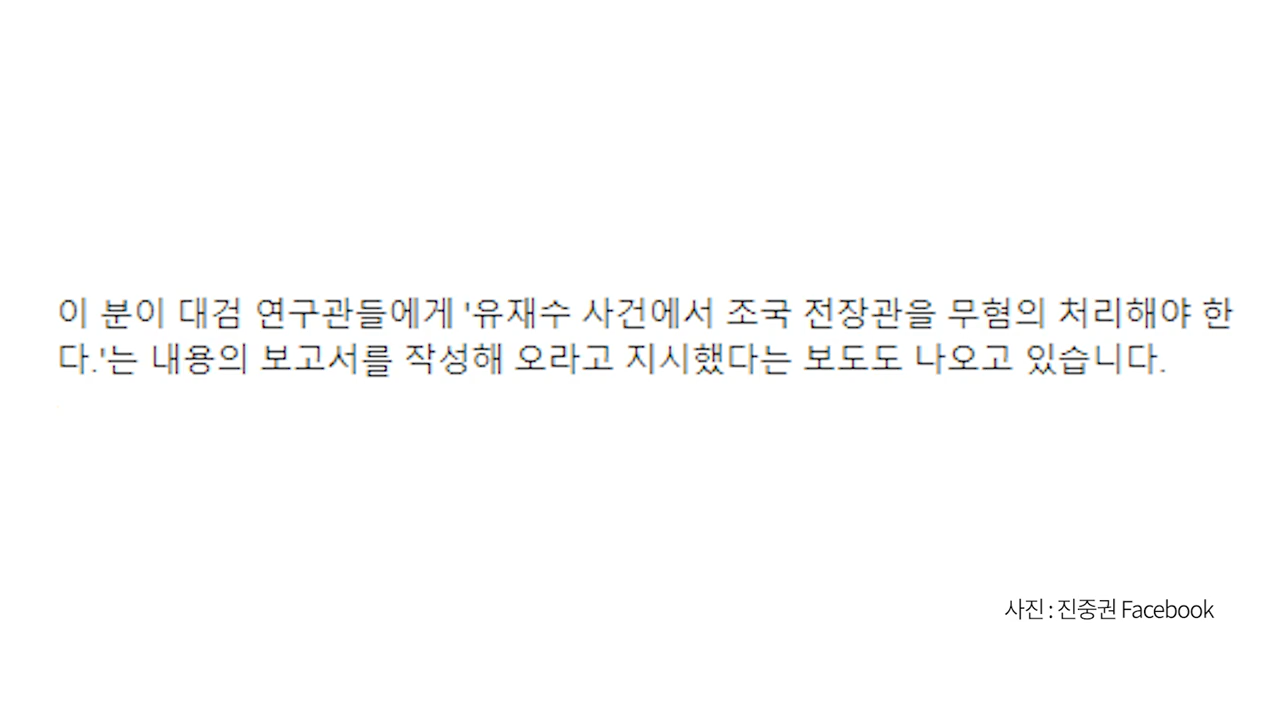 이 분이 대검 연구관들에게 '유재수 사건에서 조국 전장관을 무혐의 처리해야 한
다.'는 내용의 보고서를 작성해 오라고 지시했다는 보도도 나오고 있습니다.
사진 : 진중권 Facebook